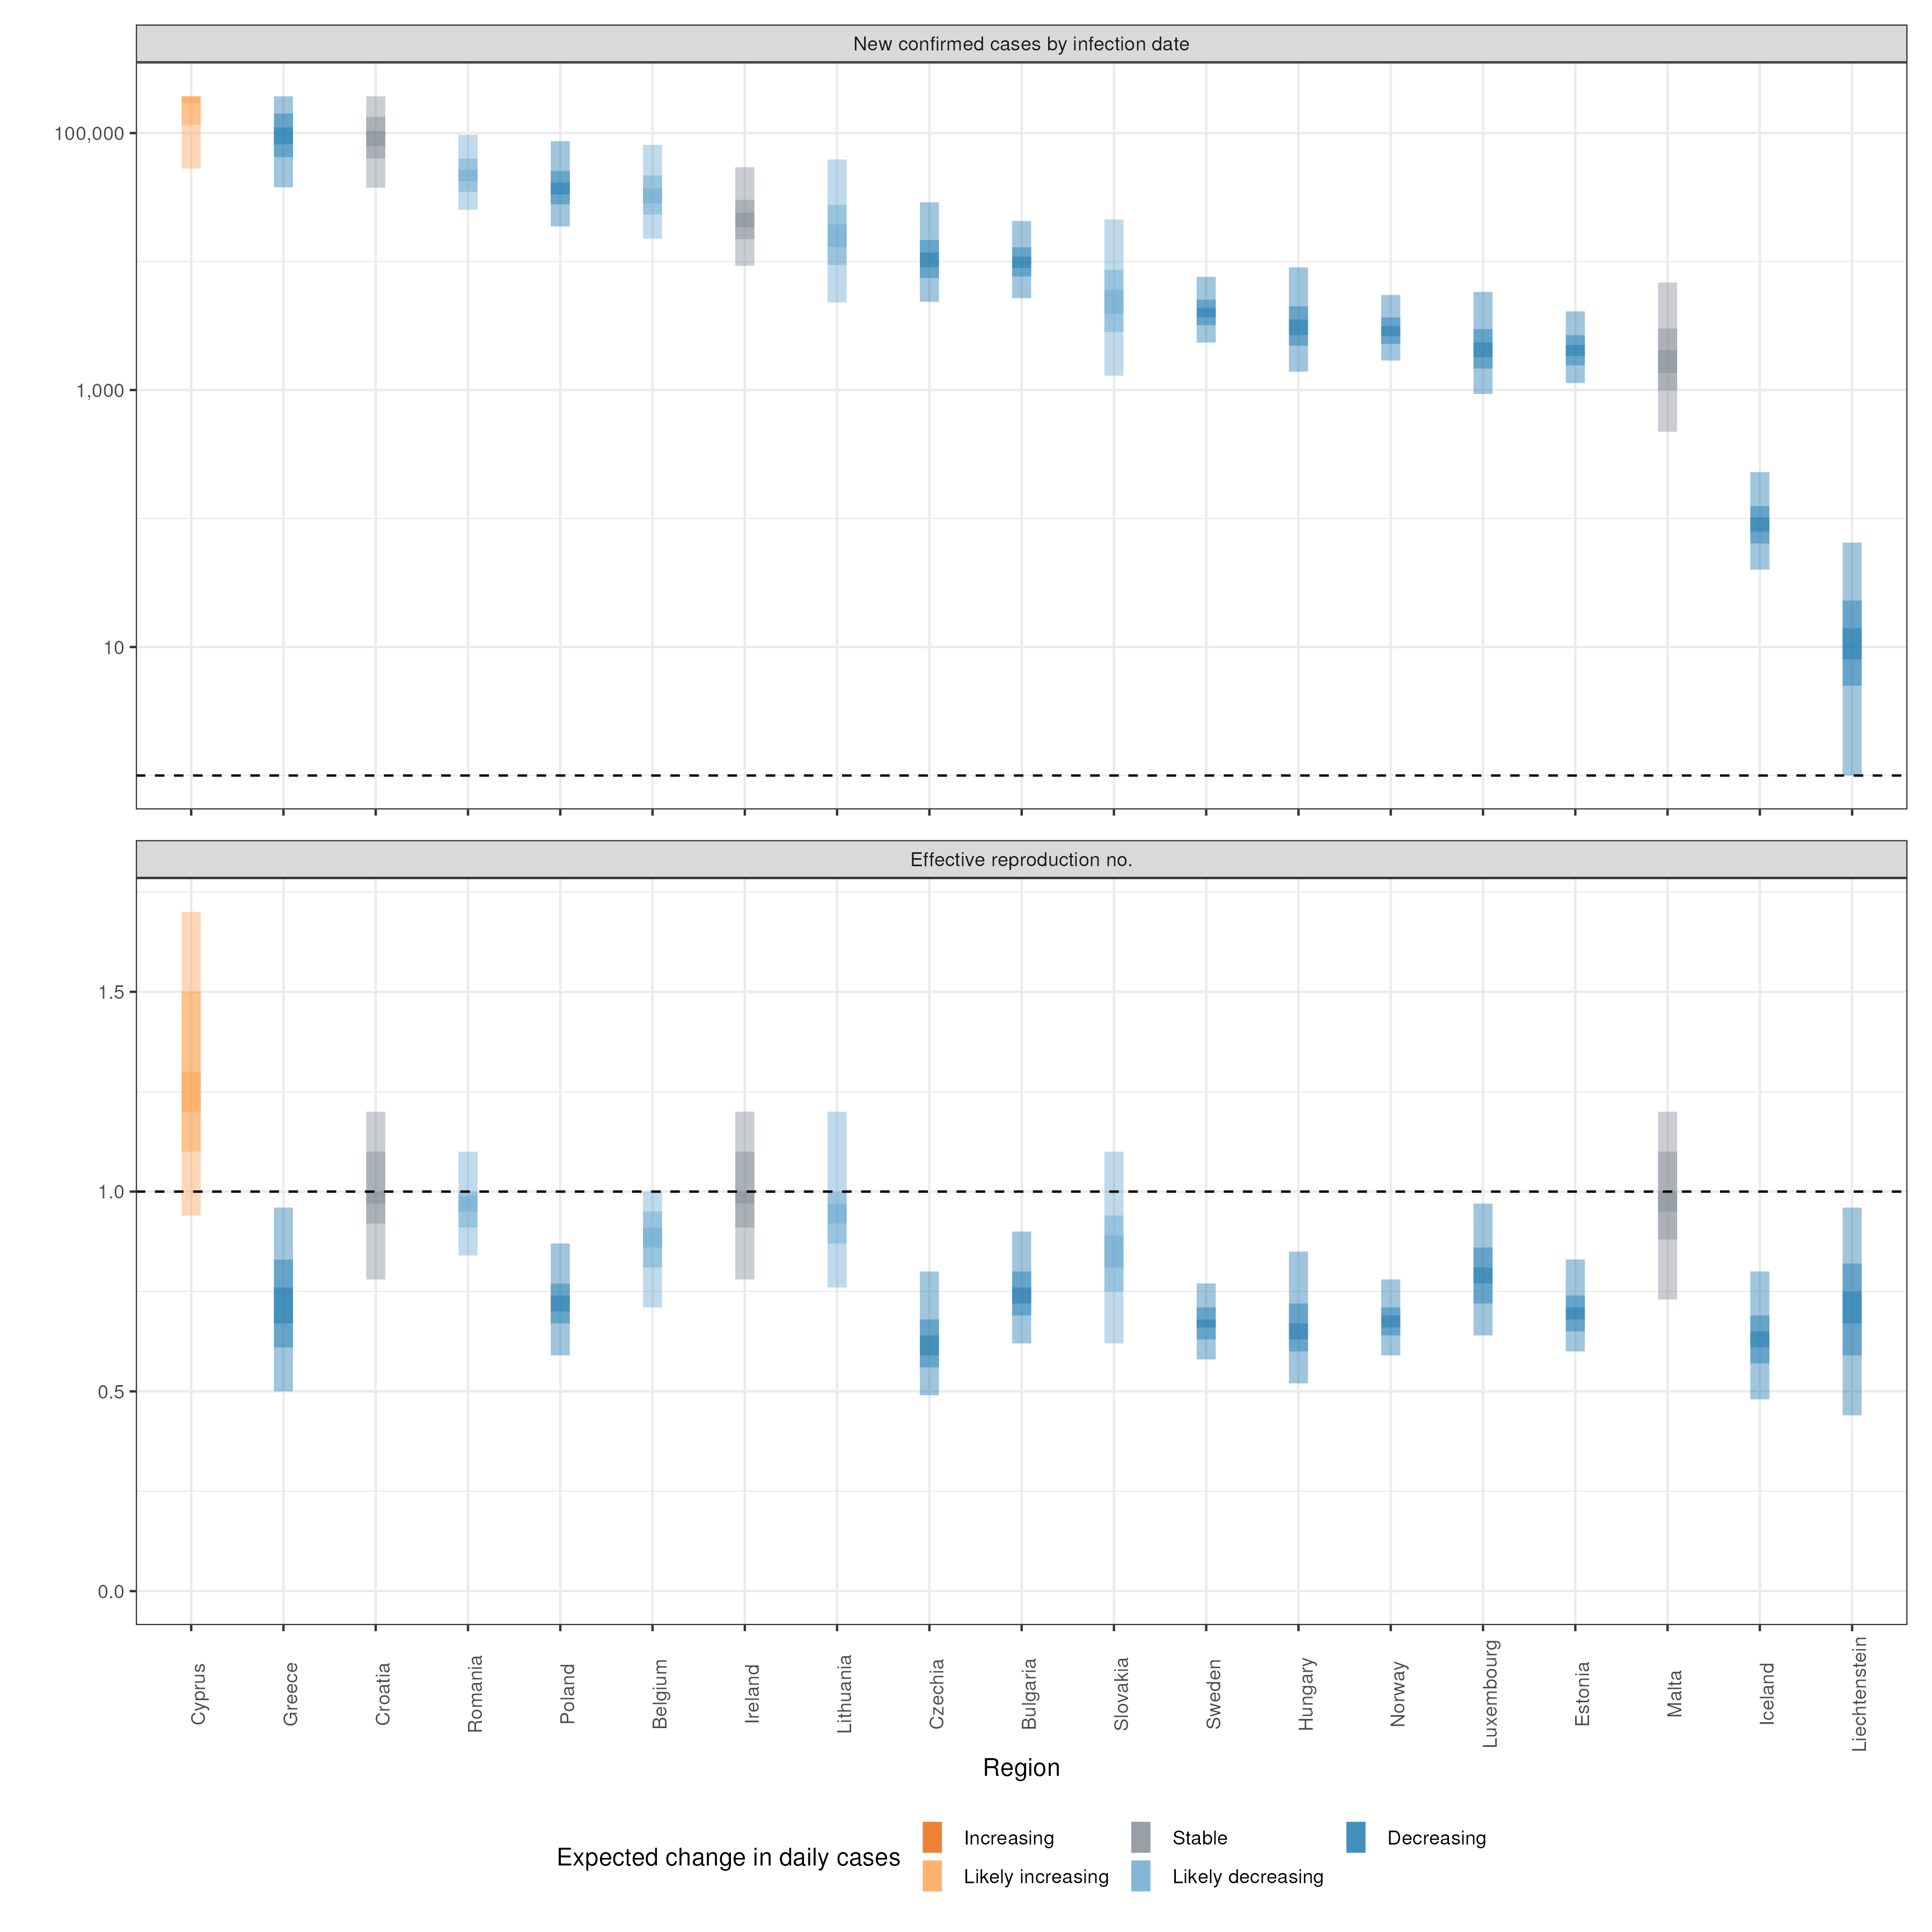 New confirmed cases by infection date
100,000
1,000
10
Effective reproduction no.
1.5
1.0
0.5
0.0
Cyprus
Greece
Croatia
Romania
Poland
Belgium
Ireland
Lithuania
Czechia
Bulgaria
Slovakia
Sweden
Hungary
Norway
Luxembourg
Estonia
Malta
Iceland
Liechtenstein
Region
Expected change in daily cases
Increasing
Stable
Decreasing
Likely increasing
Likely decreasing